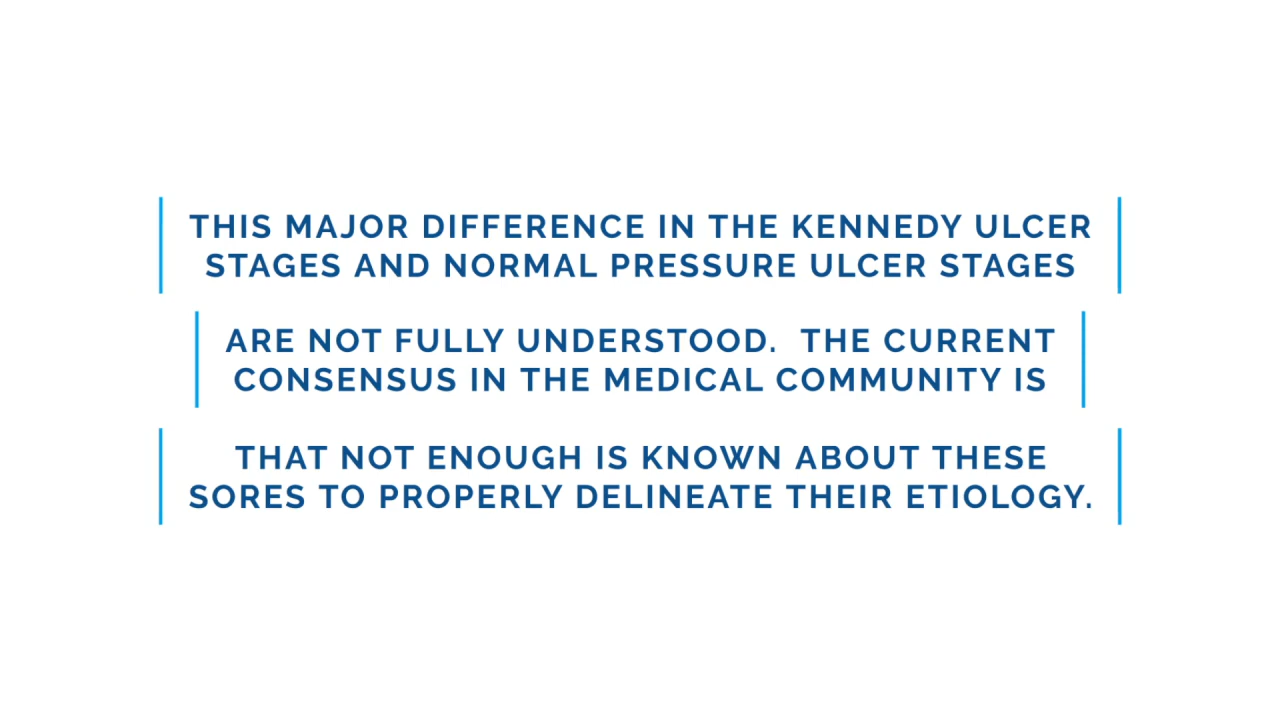 THIS MAJOR DIFFERENCE IN THE KENNEDY ULCER
STAGES AND NORMAL PRESSURE ULCER STAGES
ARE NOT FULLY UNDERSTOOD.  THE CURRENT
CONSENSUS IN THE MEDICAL COMMUNITY IS
THAT NOT ENOUGH IS KNOWN ABOUT THESE
SORES TO PROPERLY DELINEATE THEIR ETIOLOGY.